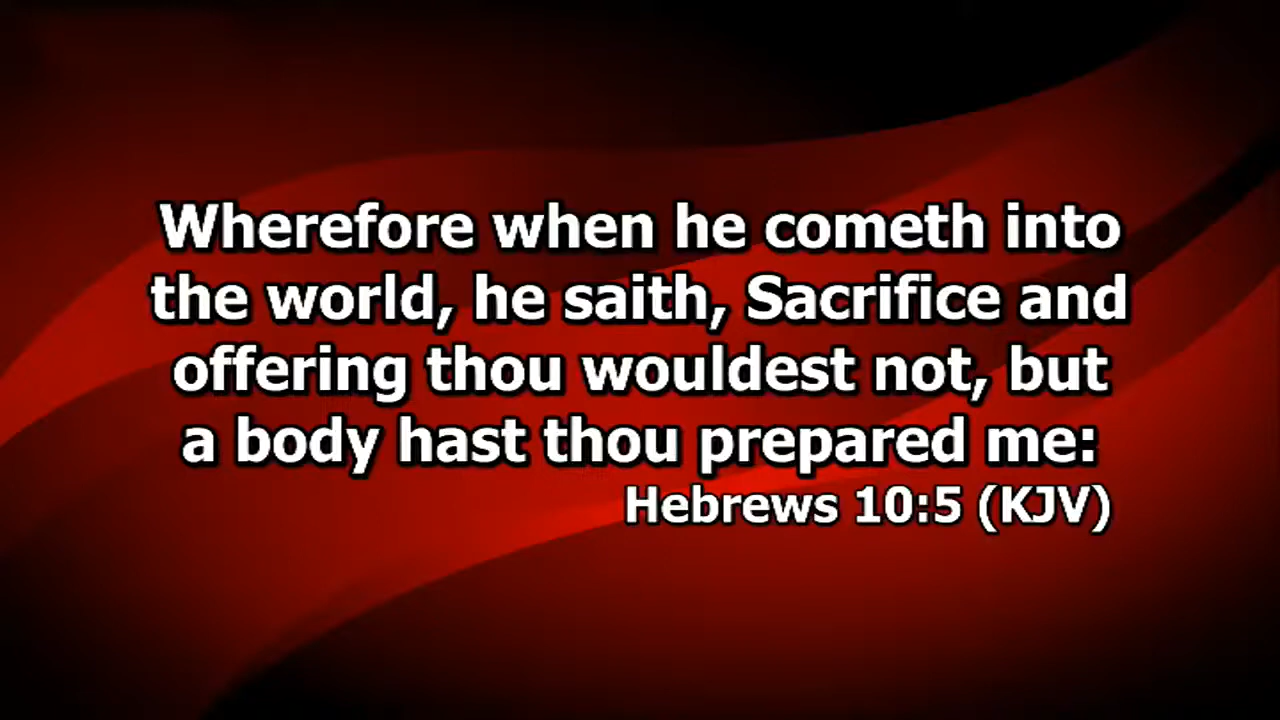 Wherefore when he cometh into
the world, he saith, Sacrifice and
offering thou wouldest not, but
a body hast thou prepared me:
Hebrews 10:5 (KJV)